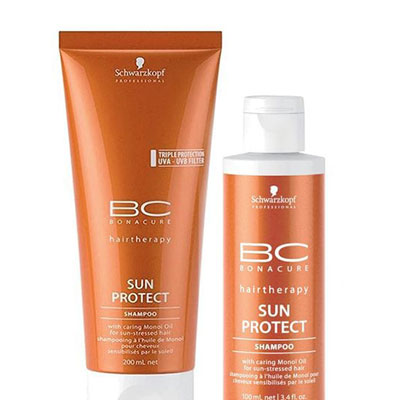 Schwarzkopf
PROFESSIONAL
TRIPLE PROTECTION
UVA - UVB FILTER
BC
BONACURE
hairtherapy
SUN
PROTECT
SHAMPOO
with caring Monoi Oil
for sun-stressed hair
shampooing à l'huile de Monoï
pour cheveux
sensibilisés par le soleil
200 mL net
Schwarzkopf
PROFESSIONAL
BC
BONACURE
hairtherapy
SUN
PROTECT
SHAMPOO
with caring Monoi Oil
for sun-stressed hair
shampooing à l'huile de Monoï pour
cheveux sensibilisés par le soleil
100 mL net | 3.4 fl.